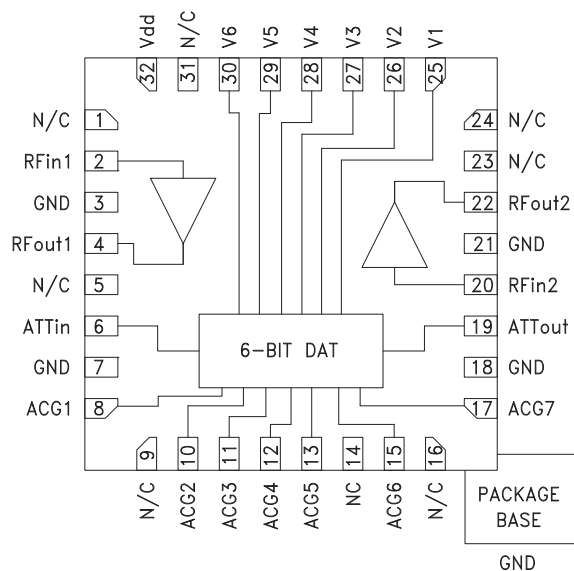 Vdd
N/C
V6
V5
V4
V3
V2
V1
32
31
30
29
28
27
26
25
N/C 1
RFin1 2
GND 3
RFout1 4
N/C 5
ATTin 6
GND 7
ACG1 8
24 N/C
23 N/C
22 RFout2
21 GND
20 RFin2
19 ATTout
18 GND
17 ACG7
6-BIT DAT
9
10
11
12
13
14
15
16
N/C
ACG2
ACG3
ACG4
ACG5
NC
ACG6
N/C
PACKAGE
BASE
GND